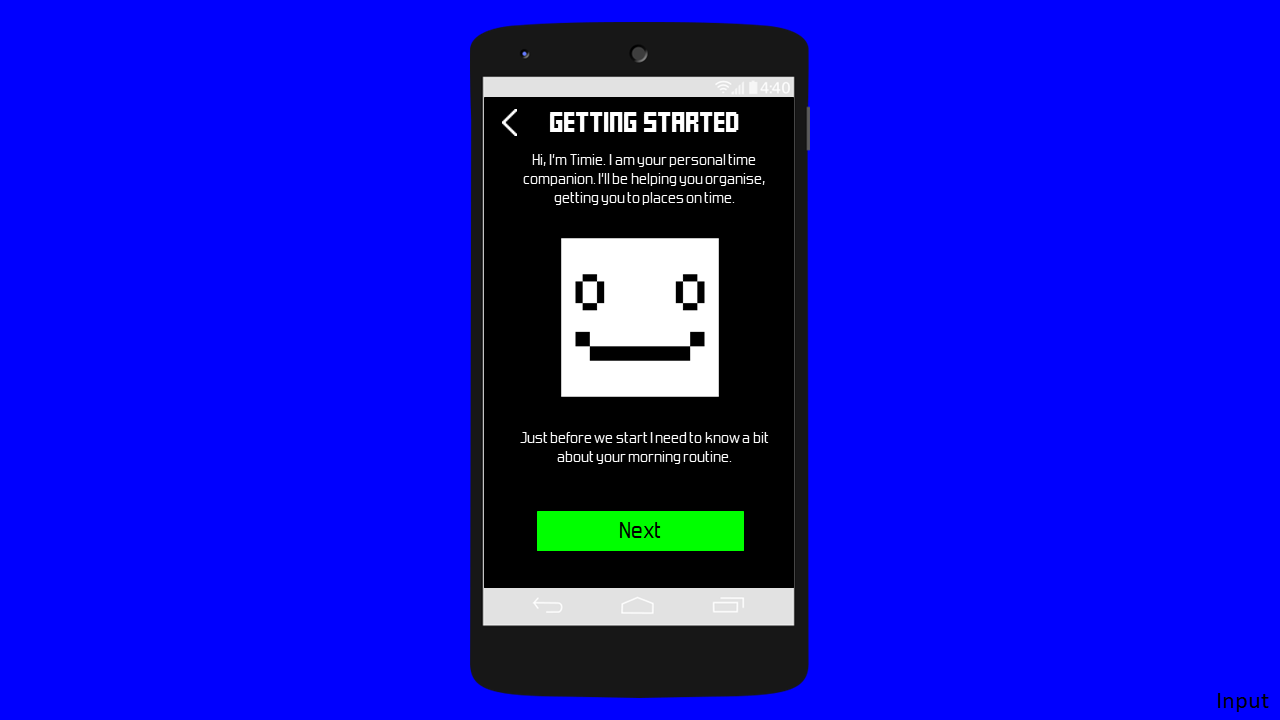 4:40
GETTING STARTED
Hi, I'm Timie. I am your personal time
companion. I'll be helping you organise,
getting you to places on time.
Just before we start I need to know a bit
about your morning routine.
Next
Input